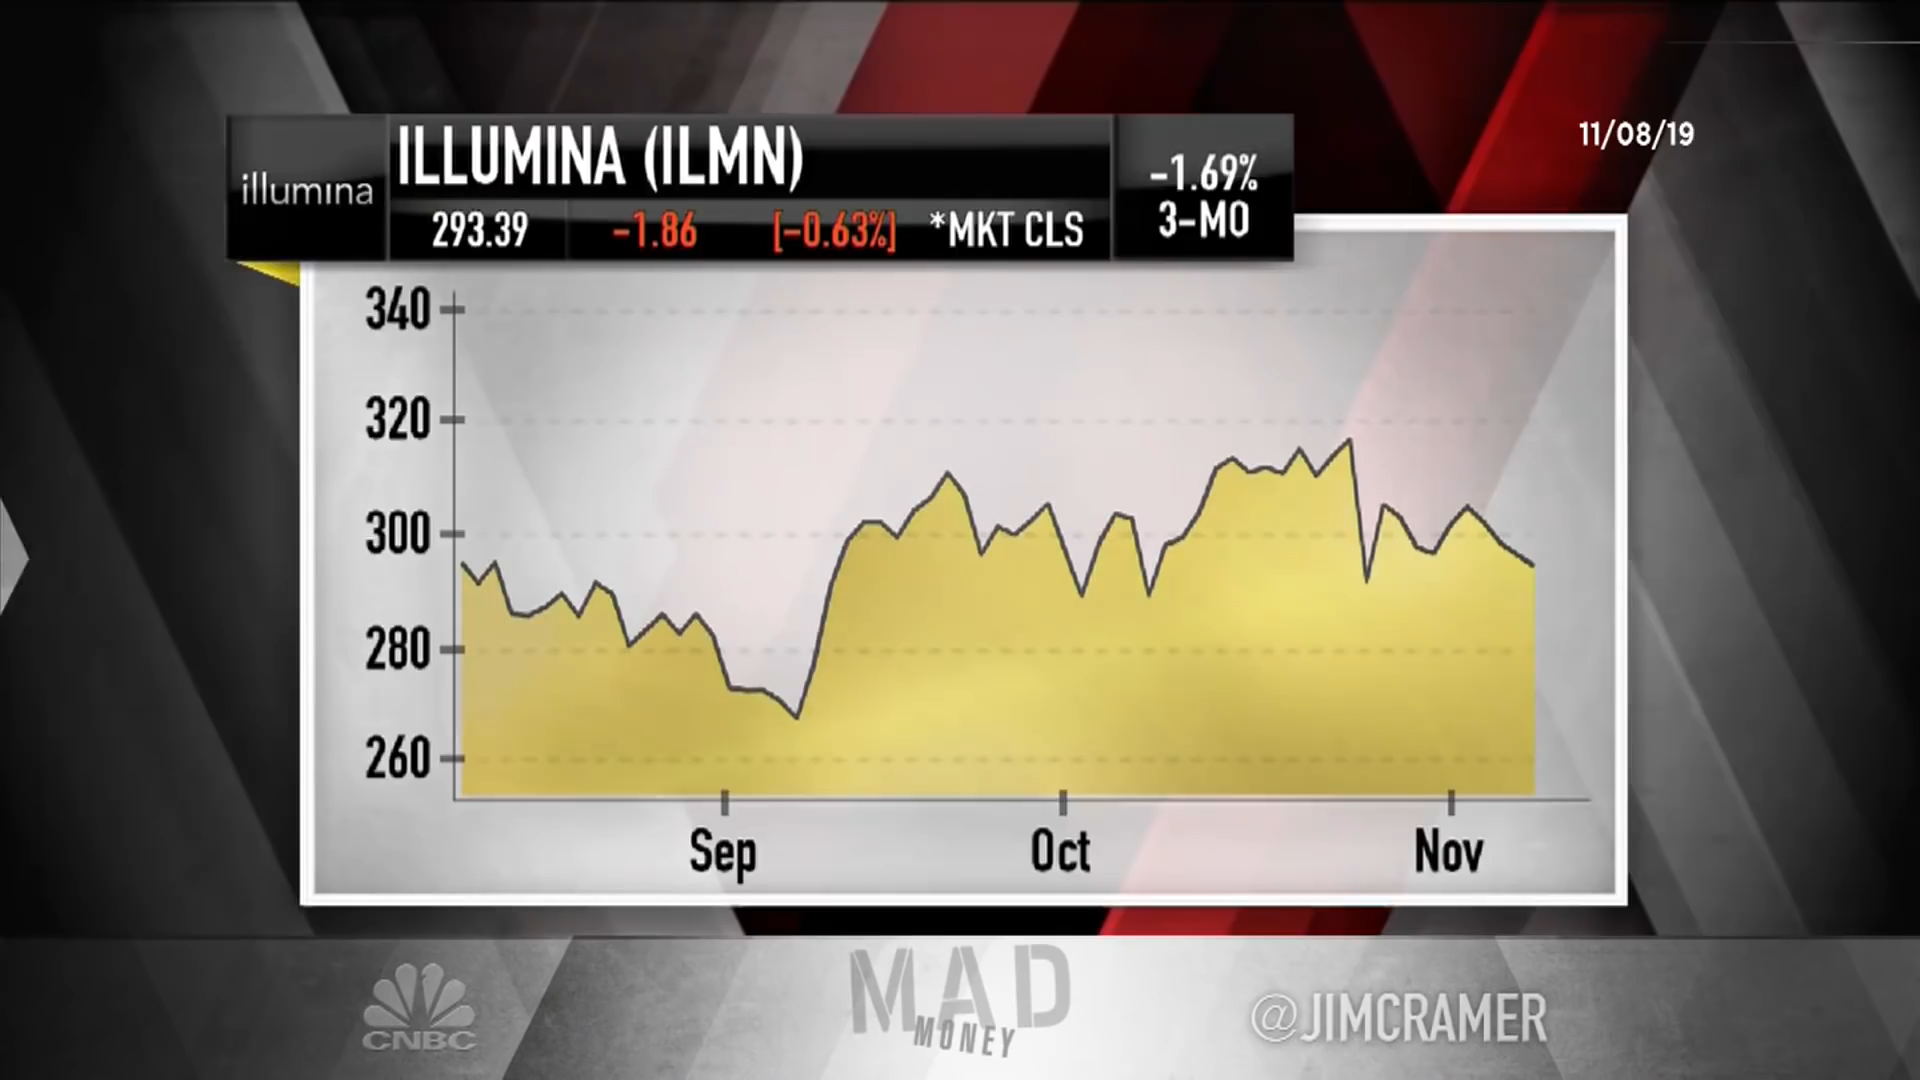 11/08/19
illumina
ILLUMINA (ILMN)
293.39 -1.86 [-0.63%] *MKT CLS
-1.69%
3-MO
340
320
300
280
260
Sep Oct Nov
CNBC
MAD
MONEY
@JIMCRAMER